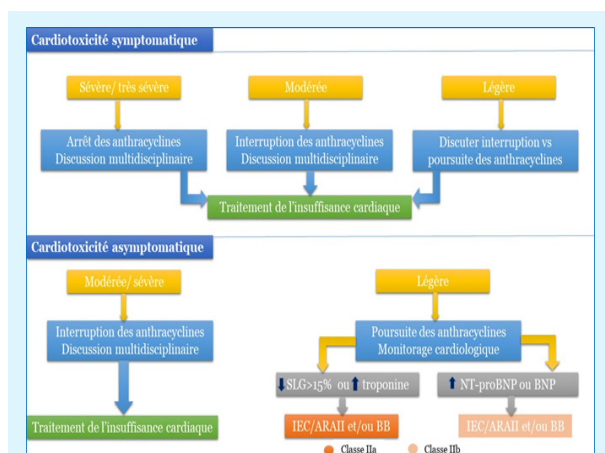 Cardiotoxicité symptomatique
Sévère/ très sévère
Modérée
Légère
Arrêt des anthracyclines
Discussion multidisciplinaire
Interruption des anthracyclines
Discussion multidisciplinaire
Discuter interruption vs
poursuite des anthracyclines
Traitement de l'insuffisance cardiaque
Cardiotoxicité asymptomatique
Modérée/ sévère
Légère
Interruption des anthracyclines
Discussion multidisciplinaire
Poursuite des anthracyclines
Monitorage cardiologique
SLG>15% ou troponine
NT-proBNP ou BNP
Traitement de l'insuffisance cardiaque
IEC/ARAII et/ou BB
IEC/ARAII et/ou BB
Classe IIa
Classe IIb